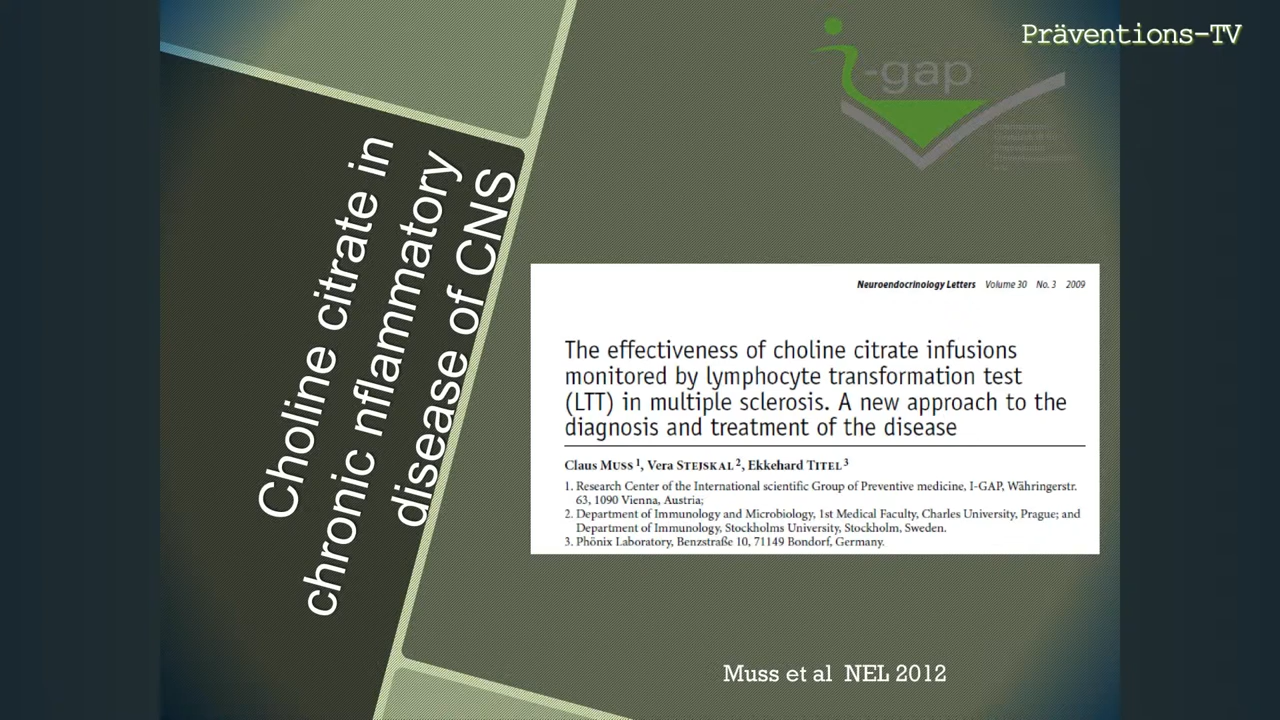 Präventions-TV
-gap
Choline citrate in
chronic nflammatory
disease of CNS
Neuroendocrinology Letters Volume 30 No. 3 2009
The effectiveness of choline citrate infusions
monitored by lymphocyte transformation test
(LTT) in multiple sclerosis. A new approach to the
diagnosis and treatment of the disease
Claus Muss 1, Vera Stejskal 2, Ekkehard Titel 3
1. Research Center of the International scientific Group of Preventive medicine, I-GAP, Währingerstr.
63, 1090 Vienna, Austria;
2. Department of Immunology and Microbiology, 1st Medical Faculty, Charles University, Prague; and
Department of Immunology, Stockholms University, Stockholm, Sweden.
3. Phönix Laboratory, Benzstraße 10, 71149 Bondorf, Germany.
Muss et al NEL 2012